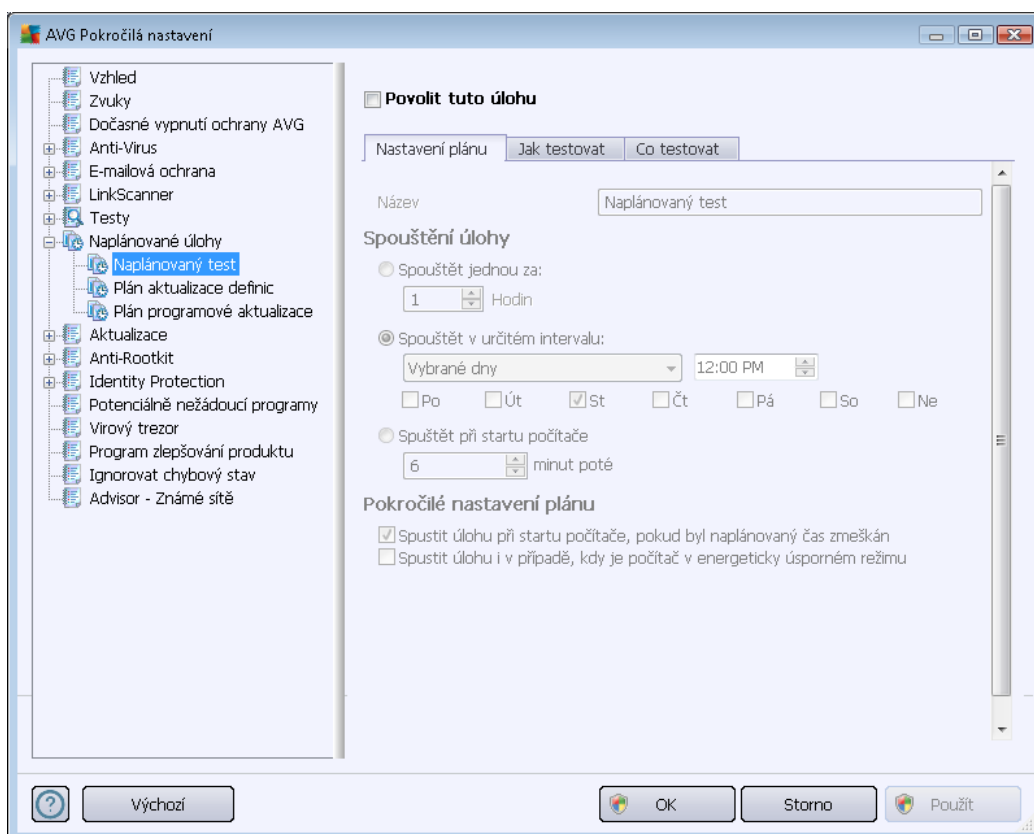 AVG Pokročilá nastavení
Vzhled
Zvuky
Dočasné vypnutí ochrany AVG
Anti-Virus
E-mailová ochrana
LinkScanner
Testy
Naplánované úlohy
Naplánovaný test
Plán aktualizace definic
Plán programové aktualizace
Aktualizace
Anti-Rootkit
Identity Protection
Potenciálně nežádoucí programy
Virový trezor
Program zlepšování produktu
Ignorovat chybový stav
Advisor - Známé sítě
Povolit tuto úlohu
Nastavení plánu Jak testovat Co testovat
Název Naplánovaný test
Spouštění úlohy
Spouštět jednou za:
1 Hodin
Spouštět v určitém intervalu:
Vybrané dny 12:00 PM
Po Út St Čt Pá So Ne
Spuštět při startu počítače
6 minut poté
Pokročilé nastavení plánu
Spustit úlohu při startu počítače, pokud byl naplánovaný čas zmeškán
Spustit úlohu i v případě, kdy je počítač v energeticky úsporném režimu
? Výchozí OK Storno Použít